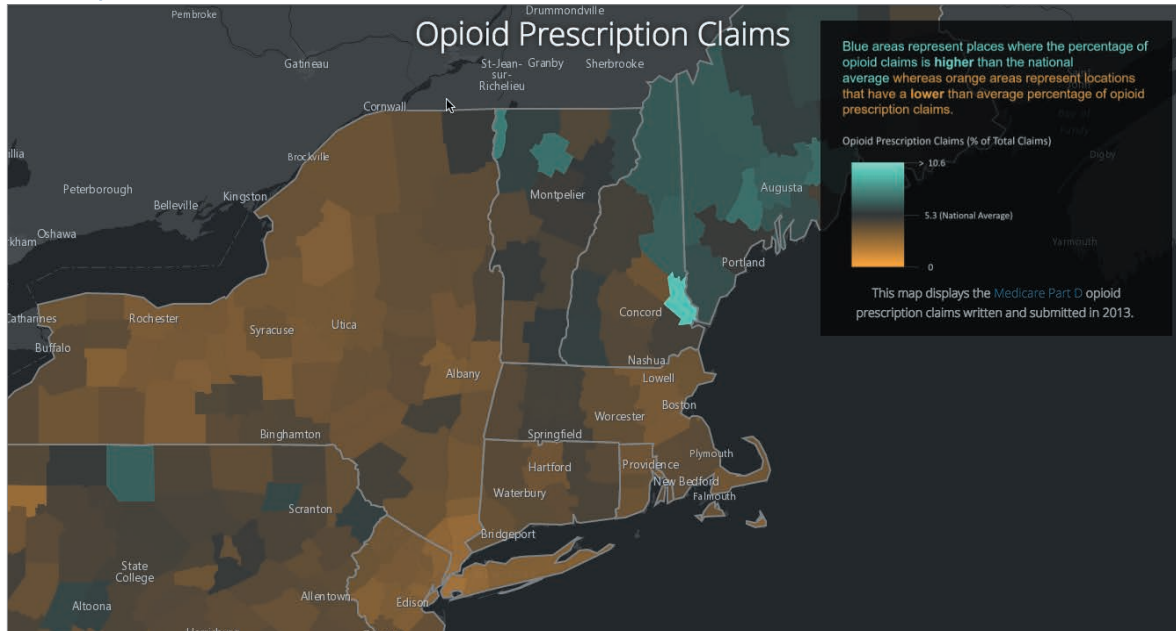 Opioid Prescription Claims
Blue areas represent places where the percentage of
opioid claims is higher than the national
average whereas orange areas represent locations
that have a lower than average percentage of opioid
prescription claims.
Opioid Prescription Claims (% of Total Claims)
> 10.6
5.3 (National Average)
0
This map displays the Medicare Part D opioid
prescription claims written and submitted in 2013.
Pembroke
Drummondville
Gatineau
St-Jean-
sur-
Richelieu
Granby
Sherbrooke
Cornwall
Brockville
Peterborough
Kingston
Belleville
Oshawa
Montpelier
Augusta
Digby
Yarmouth
Portland
Catharines
Rochester
Syracuse
Utica
Concord
Buffalo
Albany
Nashua
Lowell
Boston
Worcester
Binghamton
Springfield
Plymouth
Hartford
Providence
New Bedford
Waterbury
Falmouth
Scranton
Bridgeport
State
College
Altoona
Allentown
Edison